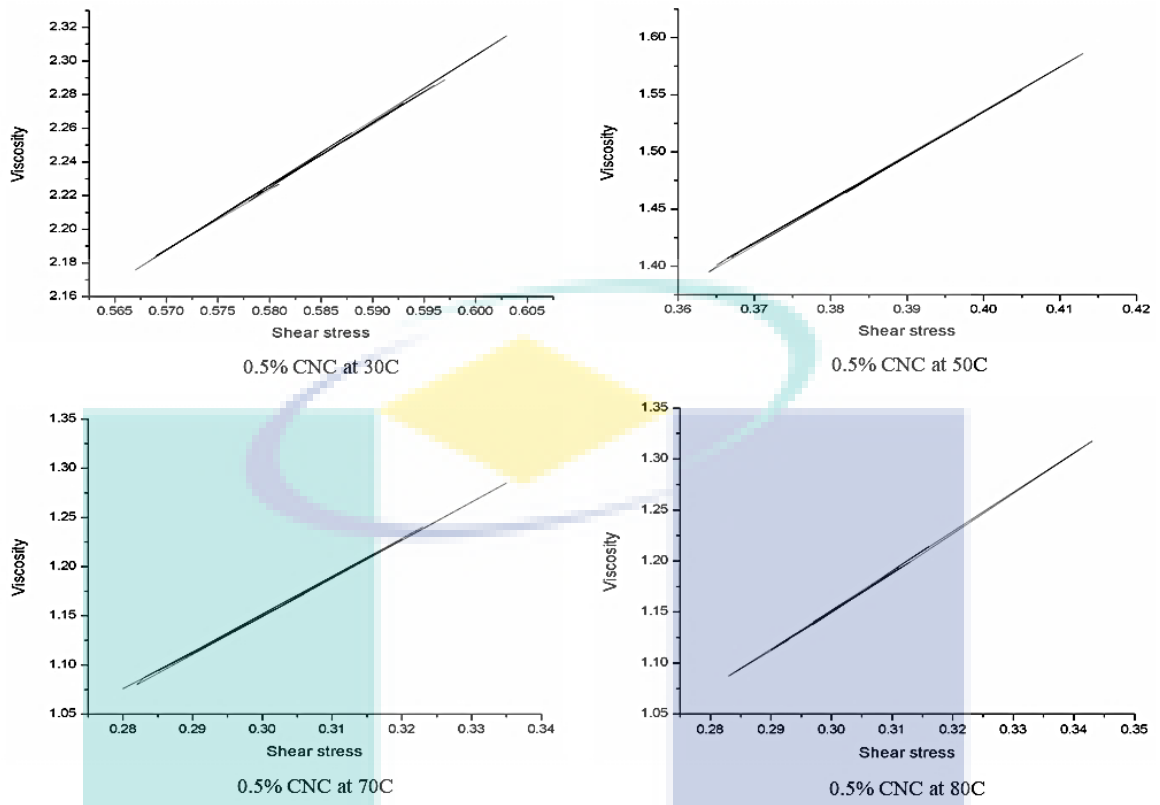 2.32
2.30
2.28
2.26
2.24
2.22
2.20
2.18
2.16
Viscosity
0.565 0.570 0.575 0.580 0.585 0.590 0.595 0.600 0.605
Shear stress
0.5% CNC at 30C
1.60
1.55
1.50
1.45
1.40
Viscosity
0.36 0.37 0.38 0.39 0.40 0.41 0.42
Shear stress
0.5% CNC at 50C
1.35
1.30
1.25
1.20
1.15
1.10
1.05
Viscosity
0.28 0.29 0.30 0.31 0.32 0.33 0.34
Shear stress
0.5% CNC at 70C
1.35
1.30
1.25
1.20
1.15
1.10
1.05
Viscosity
0.28 0.29 0.30 0.31 0.32 0.33 0.34 0.35
Shear stress
0.5% CNC at 80C